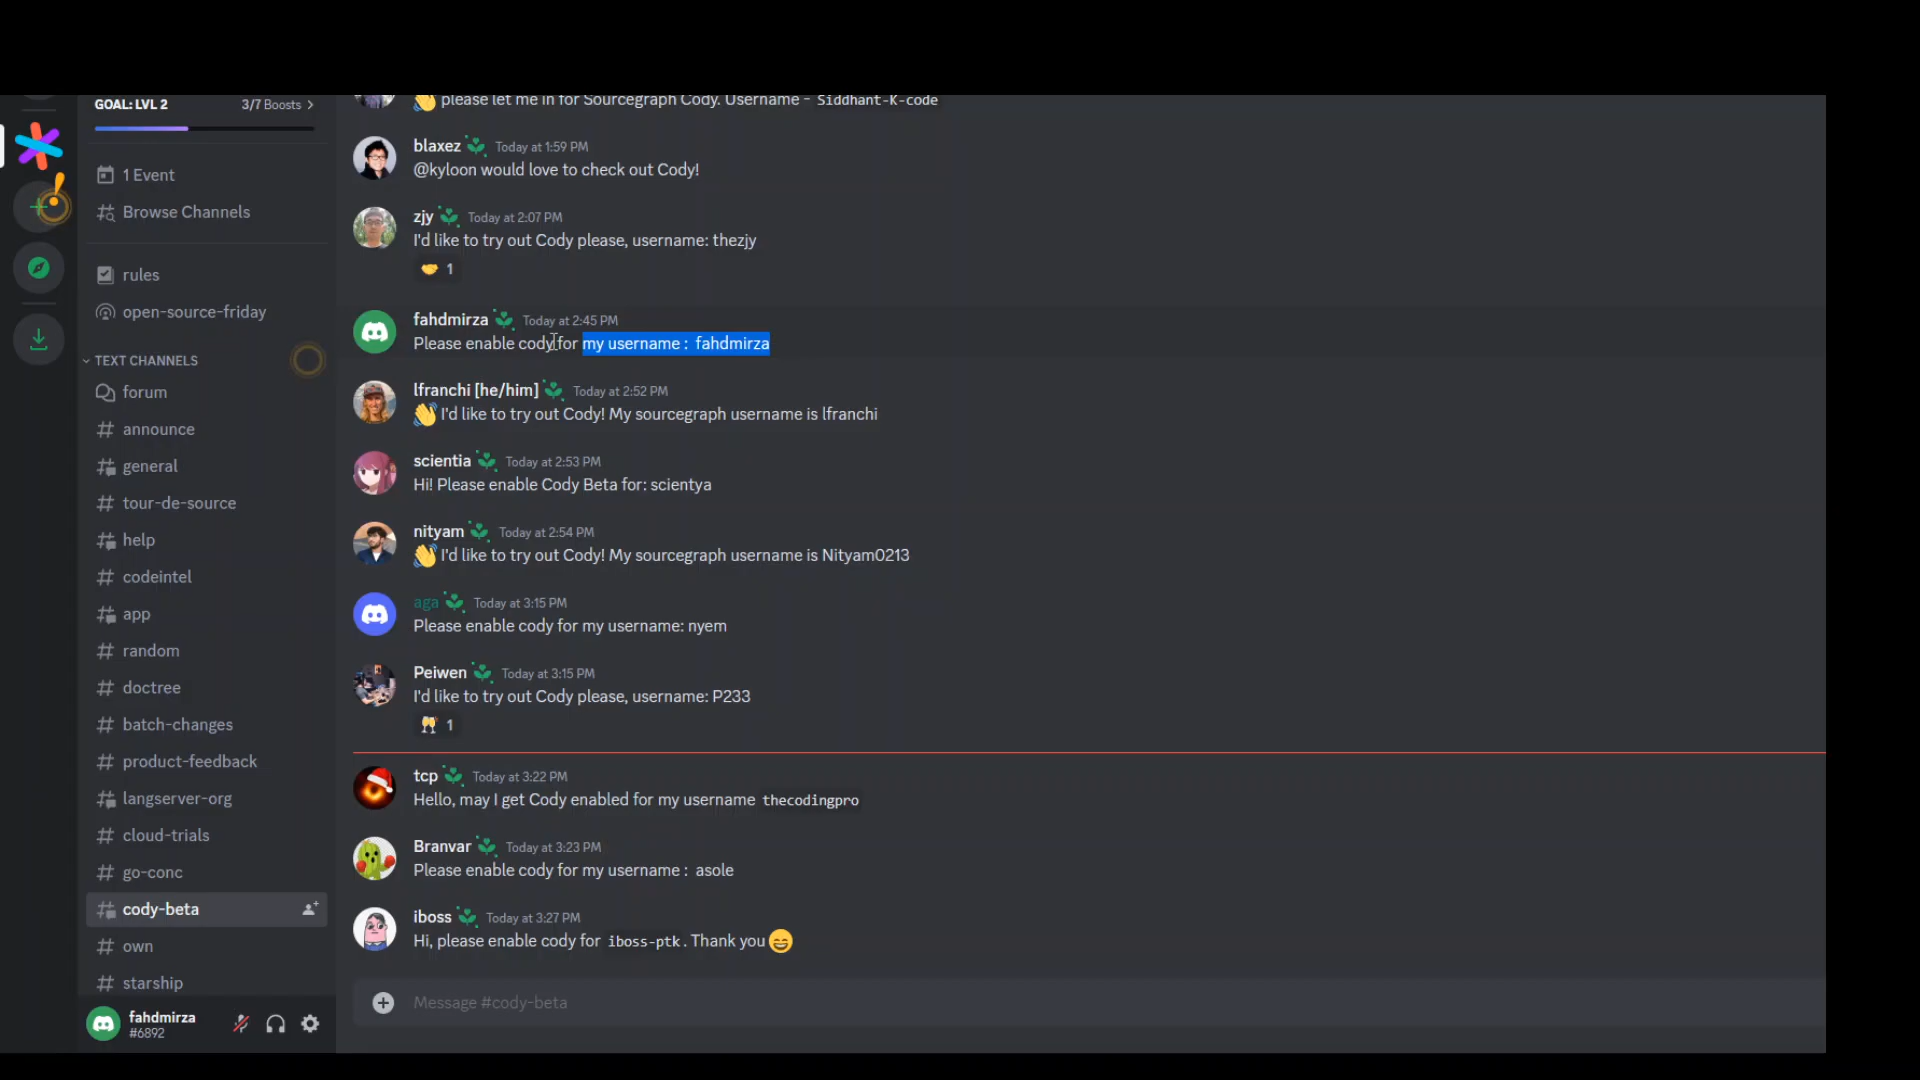 GOAL: LVL 2
3/7 Boosts
1 Event
Browse Channels
rules
open-source-friday
TEXT CHANNELS
forum
announce
general
tour-de-source
help
codeintel
app
random
doctree
batch-changes
product-feedback
langserver-org
cloud-trials
go-conc
cody-beta
own
starship
fahdmirza
#6892
please let me in for Sourcegraph Cody. Username - Siddhant-K-code
blaxez Today at 1:59 PM
@kyloon would love to check out Cody!
zjy Today at 2:07 PM
I'd like to try out Cody please, username: thezjy
1
fahdmirza Today at 2:45 PM
Please enable cody for my username : fahdmirza
lfranchi [he/him] Today at 2:52 PM
I'd like to try out Cody! My sourcegraph username is lfranchi
scientia Today at 2:53 PM
Hi! Please enable Cody Beta for: scientya
nityam Today at 2:54 PM
I'd like to try out Cody! My sourcegraph username is Nityam0213
aga Today at 3:15 PM
Please enable cody for my username: nyem
Peiwen Today at 3:15 PM
I'd like to try out Cody please, username: P233
1
tcp Today at 3:22 PM
Hello, may I get Cody enabled for my username thecodingpro
Branvar Today at 3:23 PM
Please enable cody for my username : asole
iboss Today at 3:27 PM
Hi, please enable cody for iboss-ptk. Thank you
Message #cody-beta